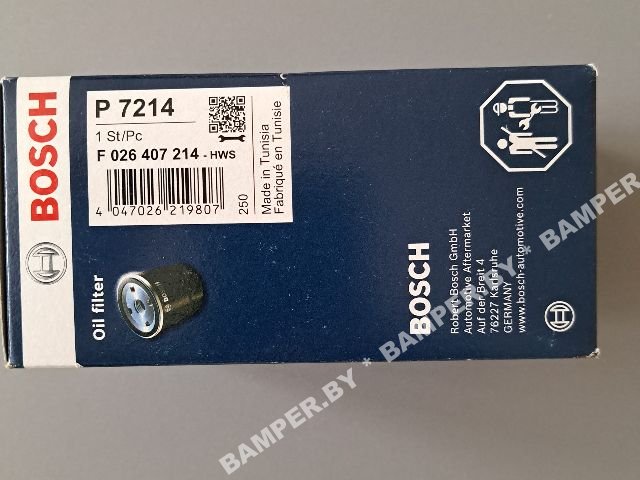 BOSCH
P 7214
1 St/Pc
F 026 407 214 - HWS
4 047026 219807
250
Made in Tunisia
Fabriqué en Tunisie
Oil filter
BOSCH
Robert Bosch GmbH
Automotive Aftermarket
Auf der Breit 4
76227 Karlsruhe
GERMANY
www.bosch-automotive.com
BAMPER.BY * BAMPER.BY * BAMPER.BY